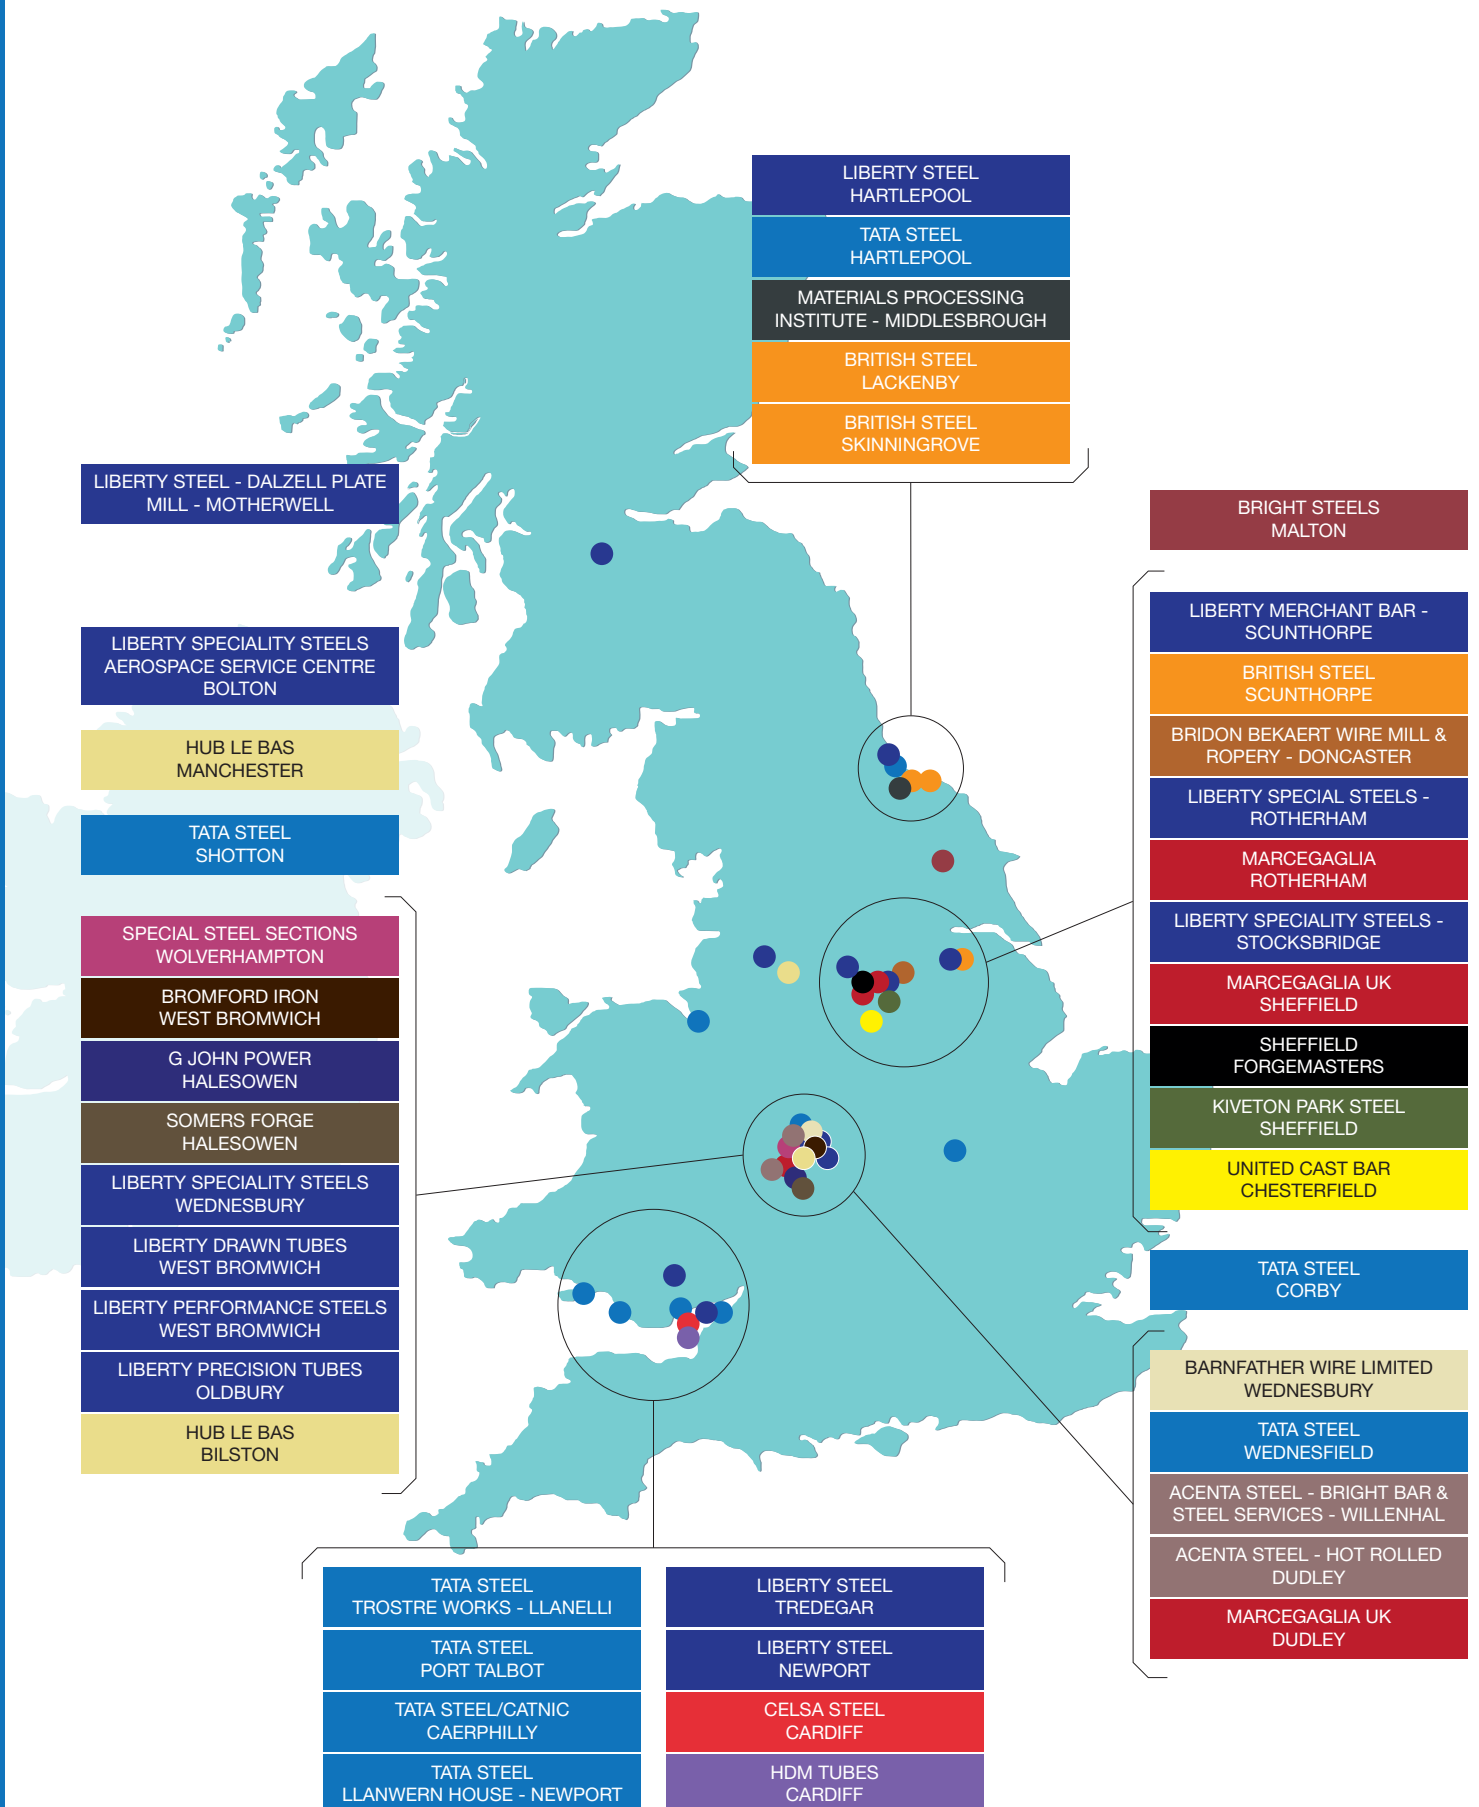 LIBERTY STEEL
HARTLEPOOL
TATA STEEL
HARTLEPOOL
MATERIALS PROCESSING
INSTITUTE - MIDDLESBROUGH
BRITISH STEEL
LACKENBY
BRITISH STEEL
SKINNINGROVE
LIBERTY STEEL - DALZELL PLATE
MILL - MOTHERWELL
LIBERTY SPECIALITY STEELS
AEROSPACE SERVICE CENTRE
BOLTON
HUB LE BAS
MANCHESTER
TATA STEEL
SHOTTON
SPECIAL STEEL SECTIONS
WOLVERHAMPTON
BROMFORD IRON
WEST BROMWICH
G JOHN POWER
HALESOWEN
SOMERS FORGE
HALESOWEN
LIBERTY SPECIALITY STEELS
WEDNESBURY
LIBERTY DRAWN TUBES
WEST BROMWICH
LIBERTY PERFORMANCE STEELS
WEST BROMWICH
LIBERTY PRECISION TUBES
OLDBURY
HUB LE BAS
BILSTON
BRIGHT STEELS
MALTON
LIBERTY MERCHANT BAR -
SCUNTHORPE
BRITISH STEEL
SCUNTHORPE
BRIDON BEKAERT WIRE MILL &
ROPERY - DONCASTER
LIBERTY SPECIAL STEELS -
ROTHERHAM
MARCEGAGLIA
ROTHERHAM
LIBERTY SPECIALITY STEELS -
STOCKSBRIDGE
MARCEGAGLIA UK
SHEFFIELD
SHEFFIELD
FORGEMASTERS
KIVETON PARK STEEL
SHEFFIELD
UNITED CAST BAR
CHESTERFIELD
TATA STEEL
CORBY
BARNFATHER WIRE LIMITED
WEDNESBURY
TATA STEEL
WEDNESFIELD
ACENTA STEEL - BRIGHT BAR &
STEEL SERVICES - WILLENHAL
ACENTA STEEL - HOT ROLLED
DUDLEY
MARCEGAGLIA UK
DUDLEY
TATA STEEL
TROSTRE WORKS - LLANELLI
TATA STEEL
PORT TALBOT
TATA STEEL/CATNIC
CAERPHILLY
TATA STEEL
LLANWERN HOUSE - NEWPORT
LIBERTY STEEL
TREDEGAR
LIBERTY STEEL
NEWPORT
CELSA STEEL
CARDIFF
HDM TUBES
CARDIFF